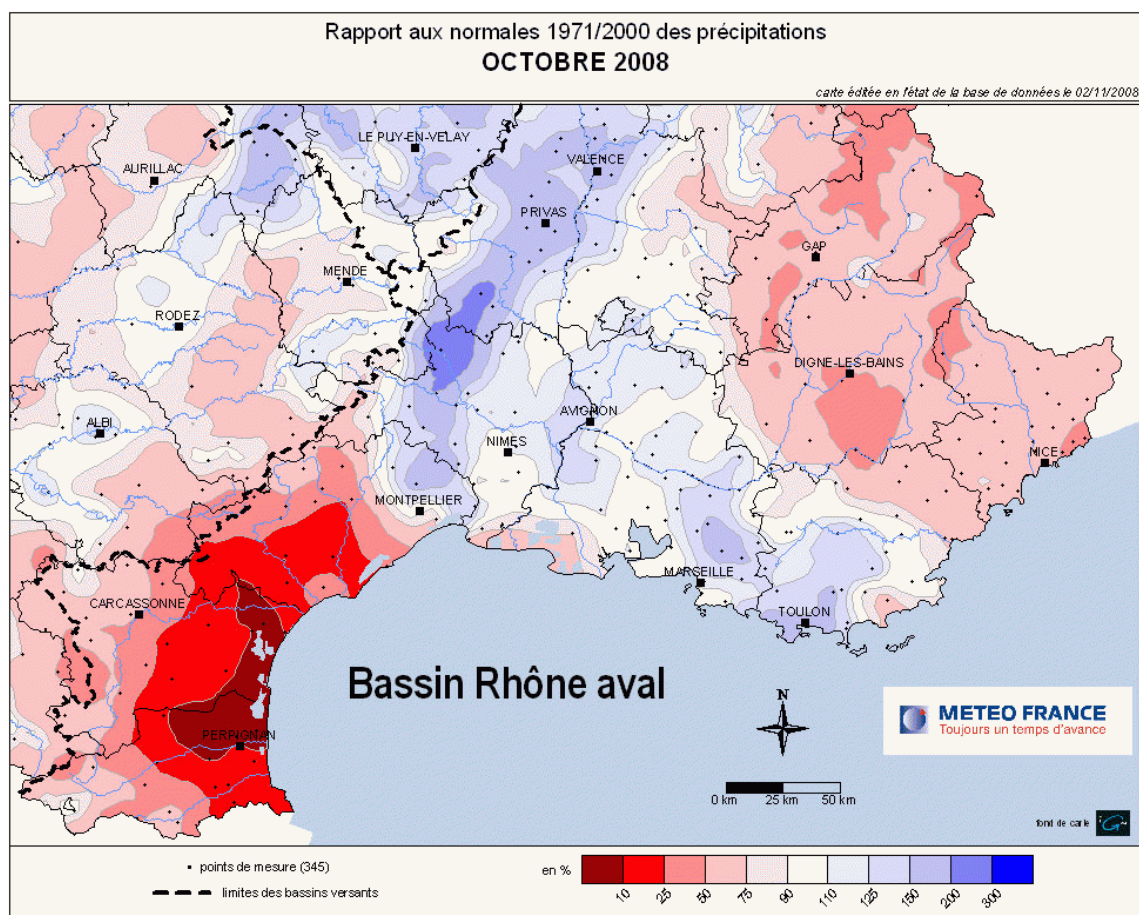 Rapport aux normales 1971/2000 des précipitations
OCTOBRE 2008
carte éditée en l'état de la base de données le 02/11/2008
LE PUY-EN-VELAY
VALENCE
AURILLAC
PRIVAS
GAP
MENDE
RODEZ
DIGNE-LES-BAINS
AVIGNON
ALBI
NIMES
NICE
MONTPELLIER
MARSEILLE
CARCASSONNE
TOULON
Bassin Rhône aval
N
METEO FRANCE
Toujours un temps d'avance
PERPIGNAN
0 km 25 km 50 km
fond de carte
points de mesure (345)
limites des bassins versants
en %
10 25 50 75 90 110 125 150 200 300